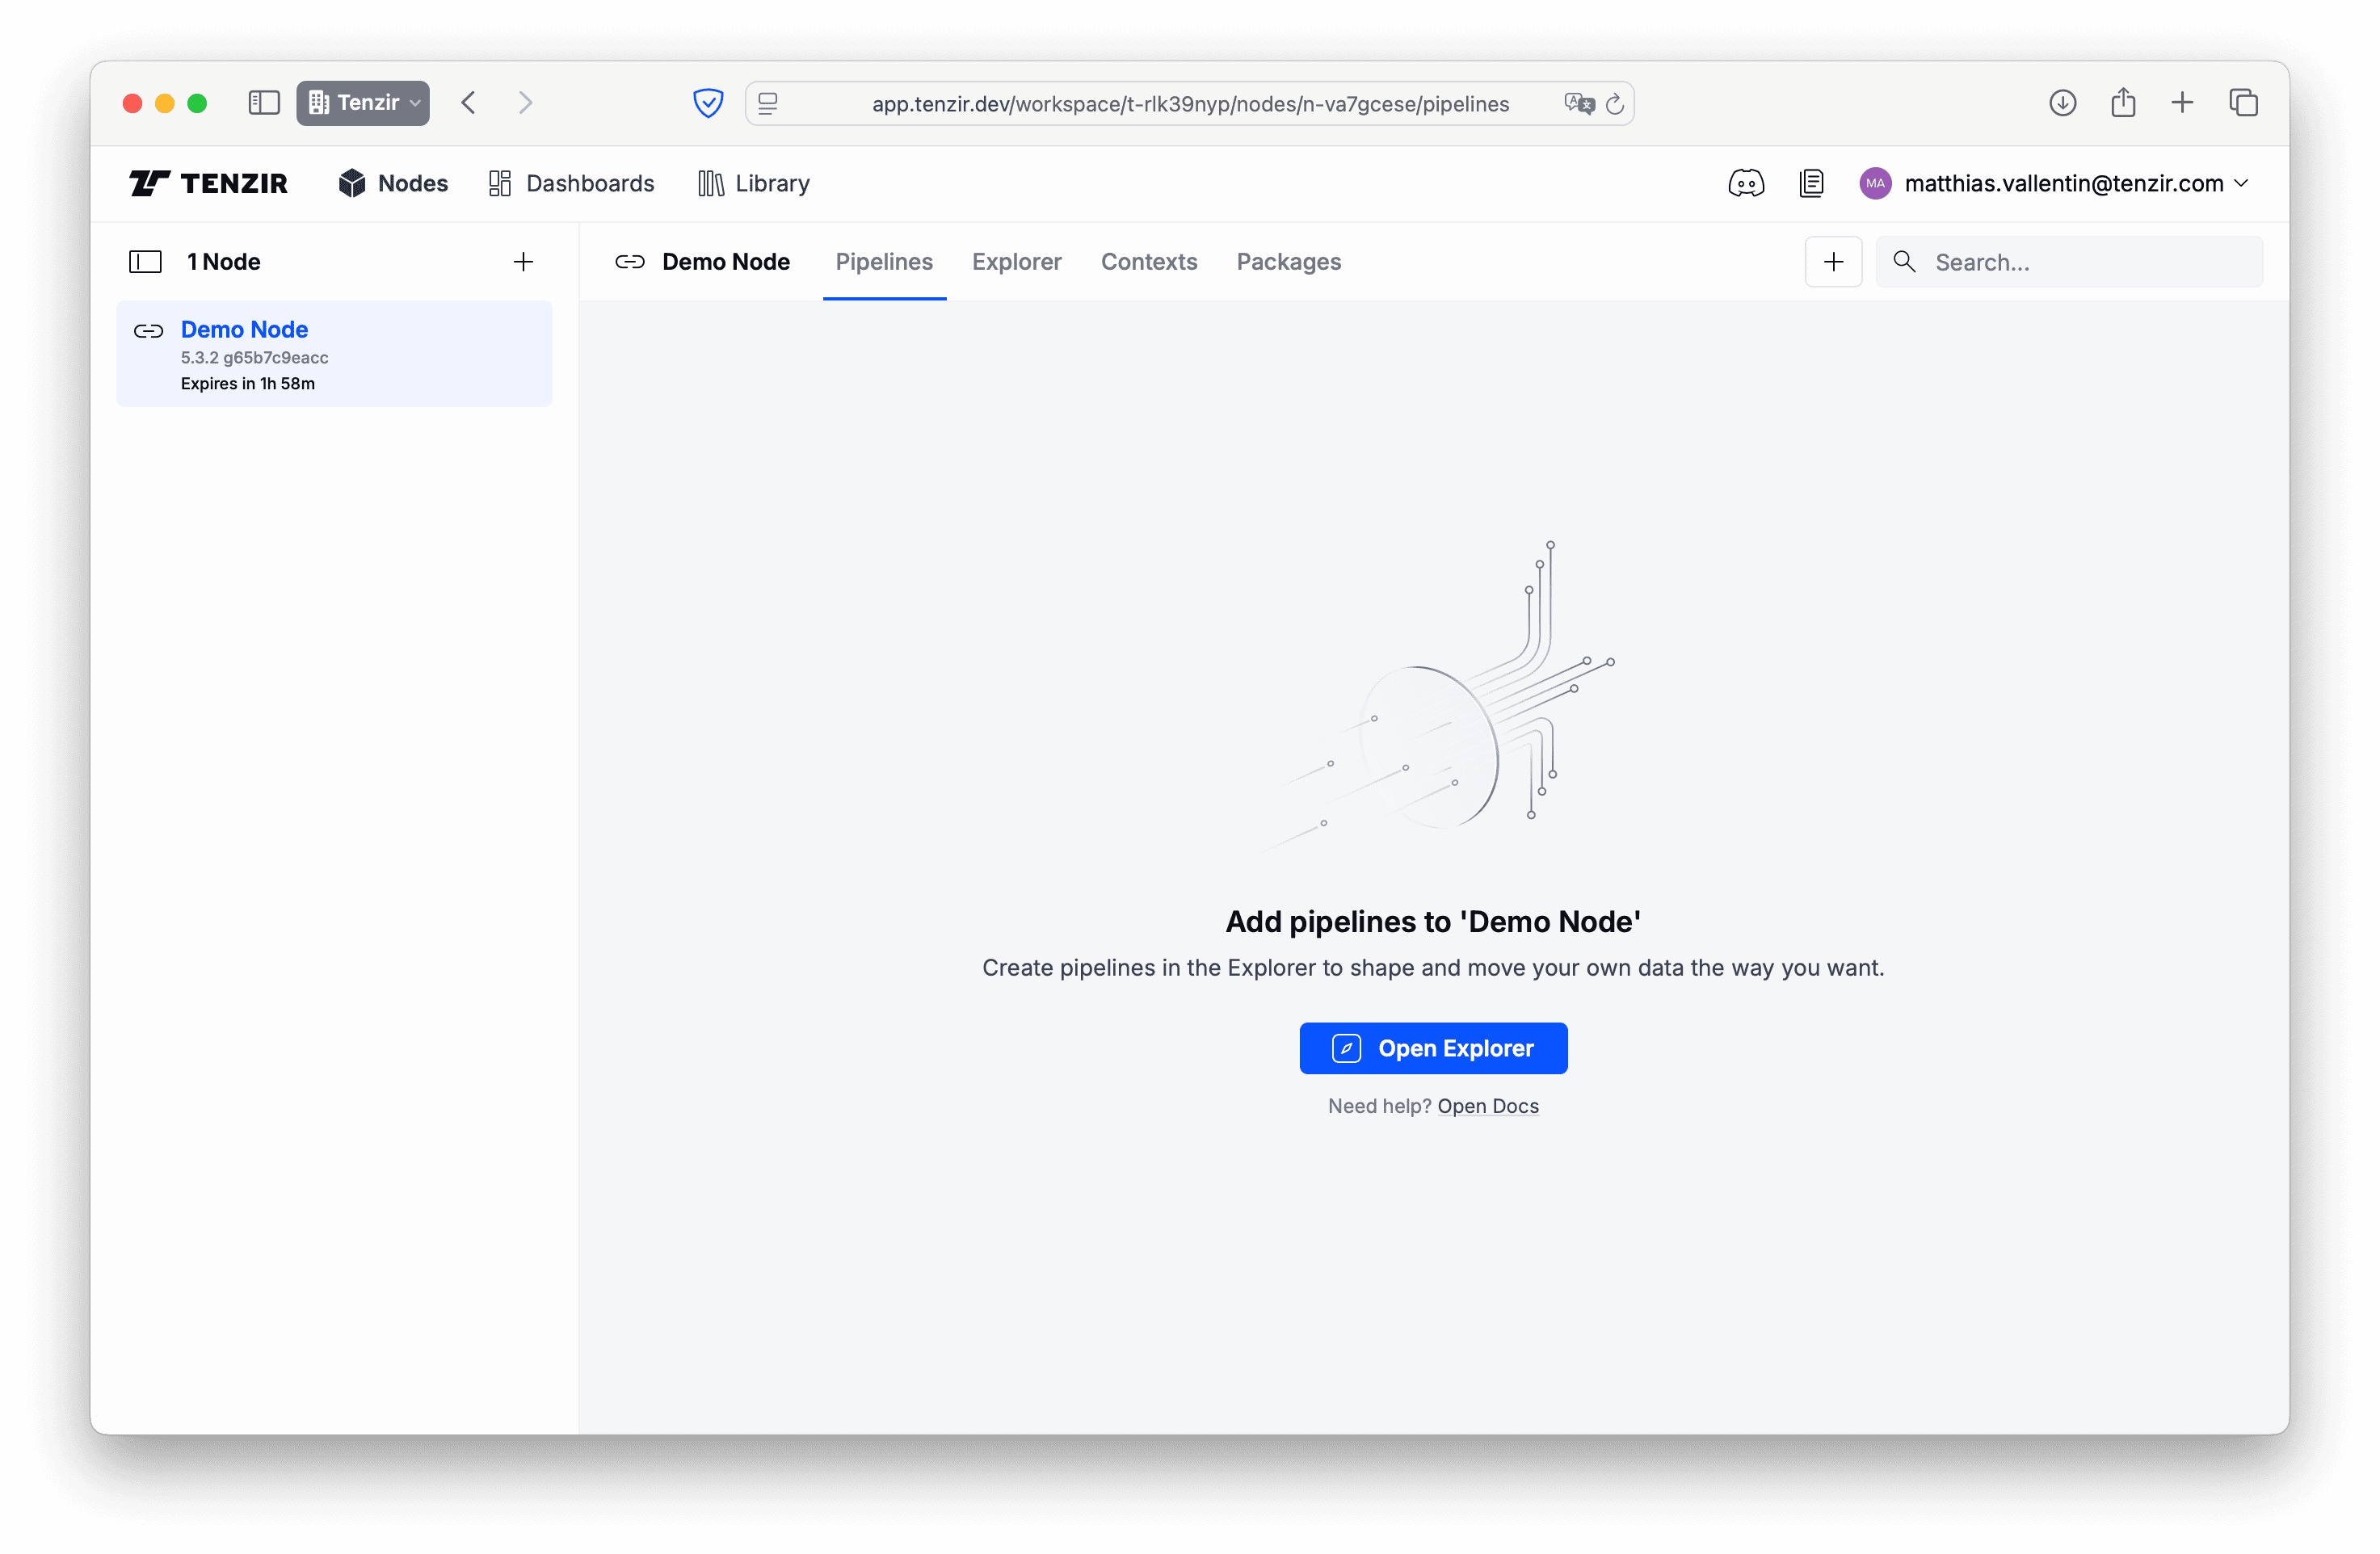 Tenzir
app.tenzir.dev/workspace/t-rlk39nyp/nodes/n-va7gcese/pipelines
TENZIR
Nodes
Dashboards
Library
MA
matthias.vallentin@tenzir.com
1 Node
Demo Node
Pipelines
Explorer
Contexts
Packages
Search...
Demo Node
5.3.2 g65b7c9eacc
Expires in 1h 58m
Add pipelines to 'Demo Node'
Create pipelines in the Explorer to shape and move your own data the way you want.
Open Explorer
Need help? Open Docs